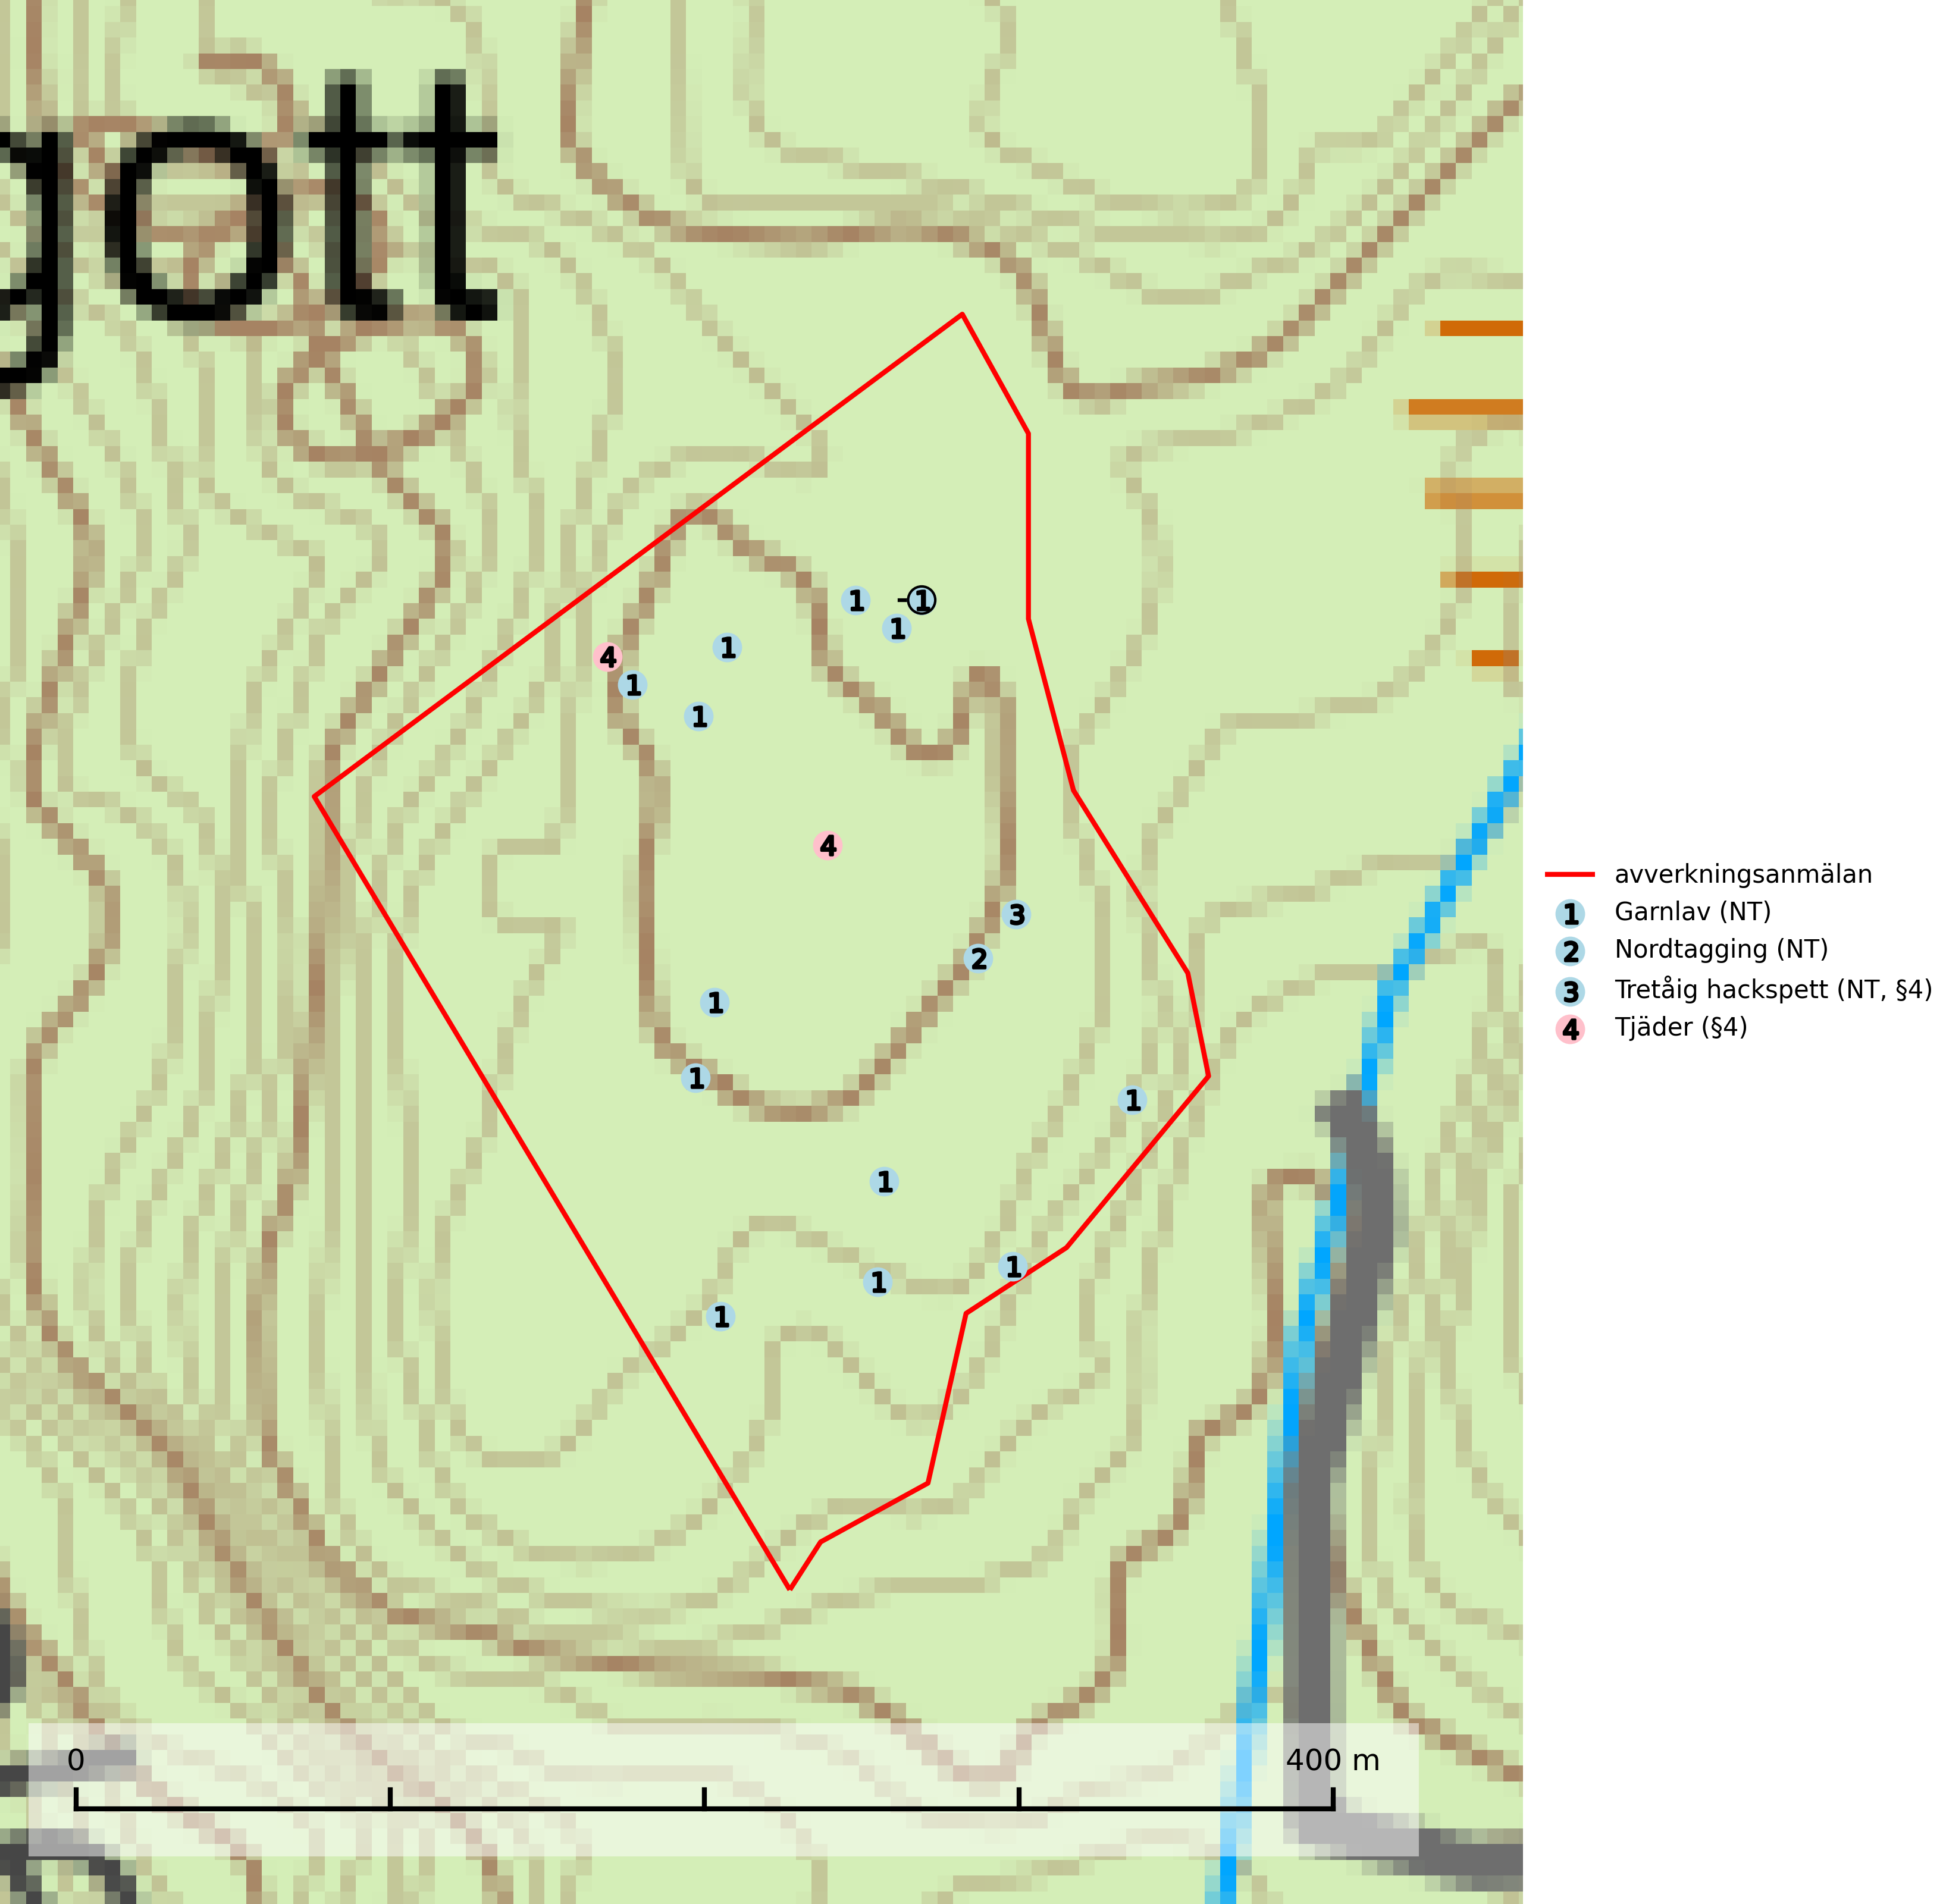 gott
1
1
1
1
4
1
1
4
3
2
1
1
1
1
1
1
1
avverkningsanmälan
1 Garnlav (NT)
2 Nordtagging (NT)
3 Tretåig hackspett (NT, §4)
4 Tjäder (§4)
0 400 m